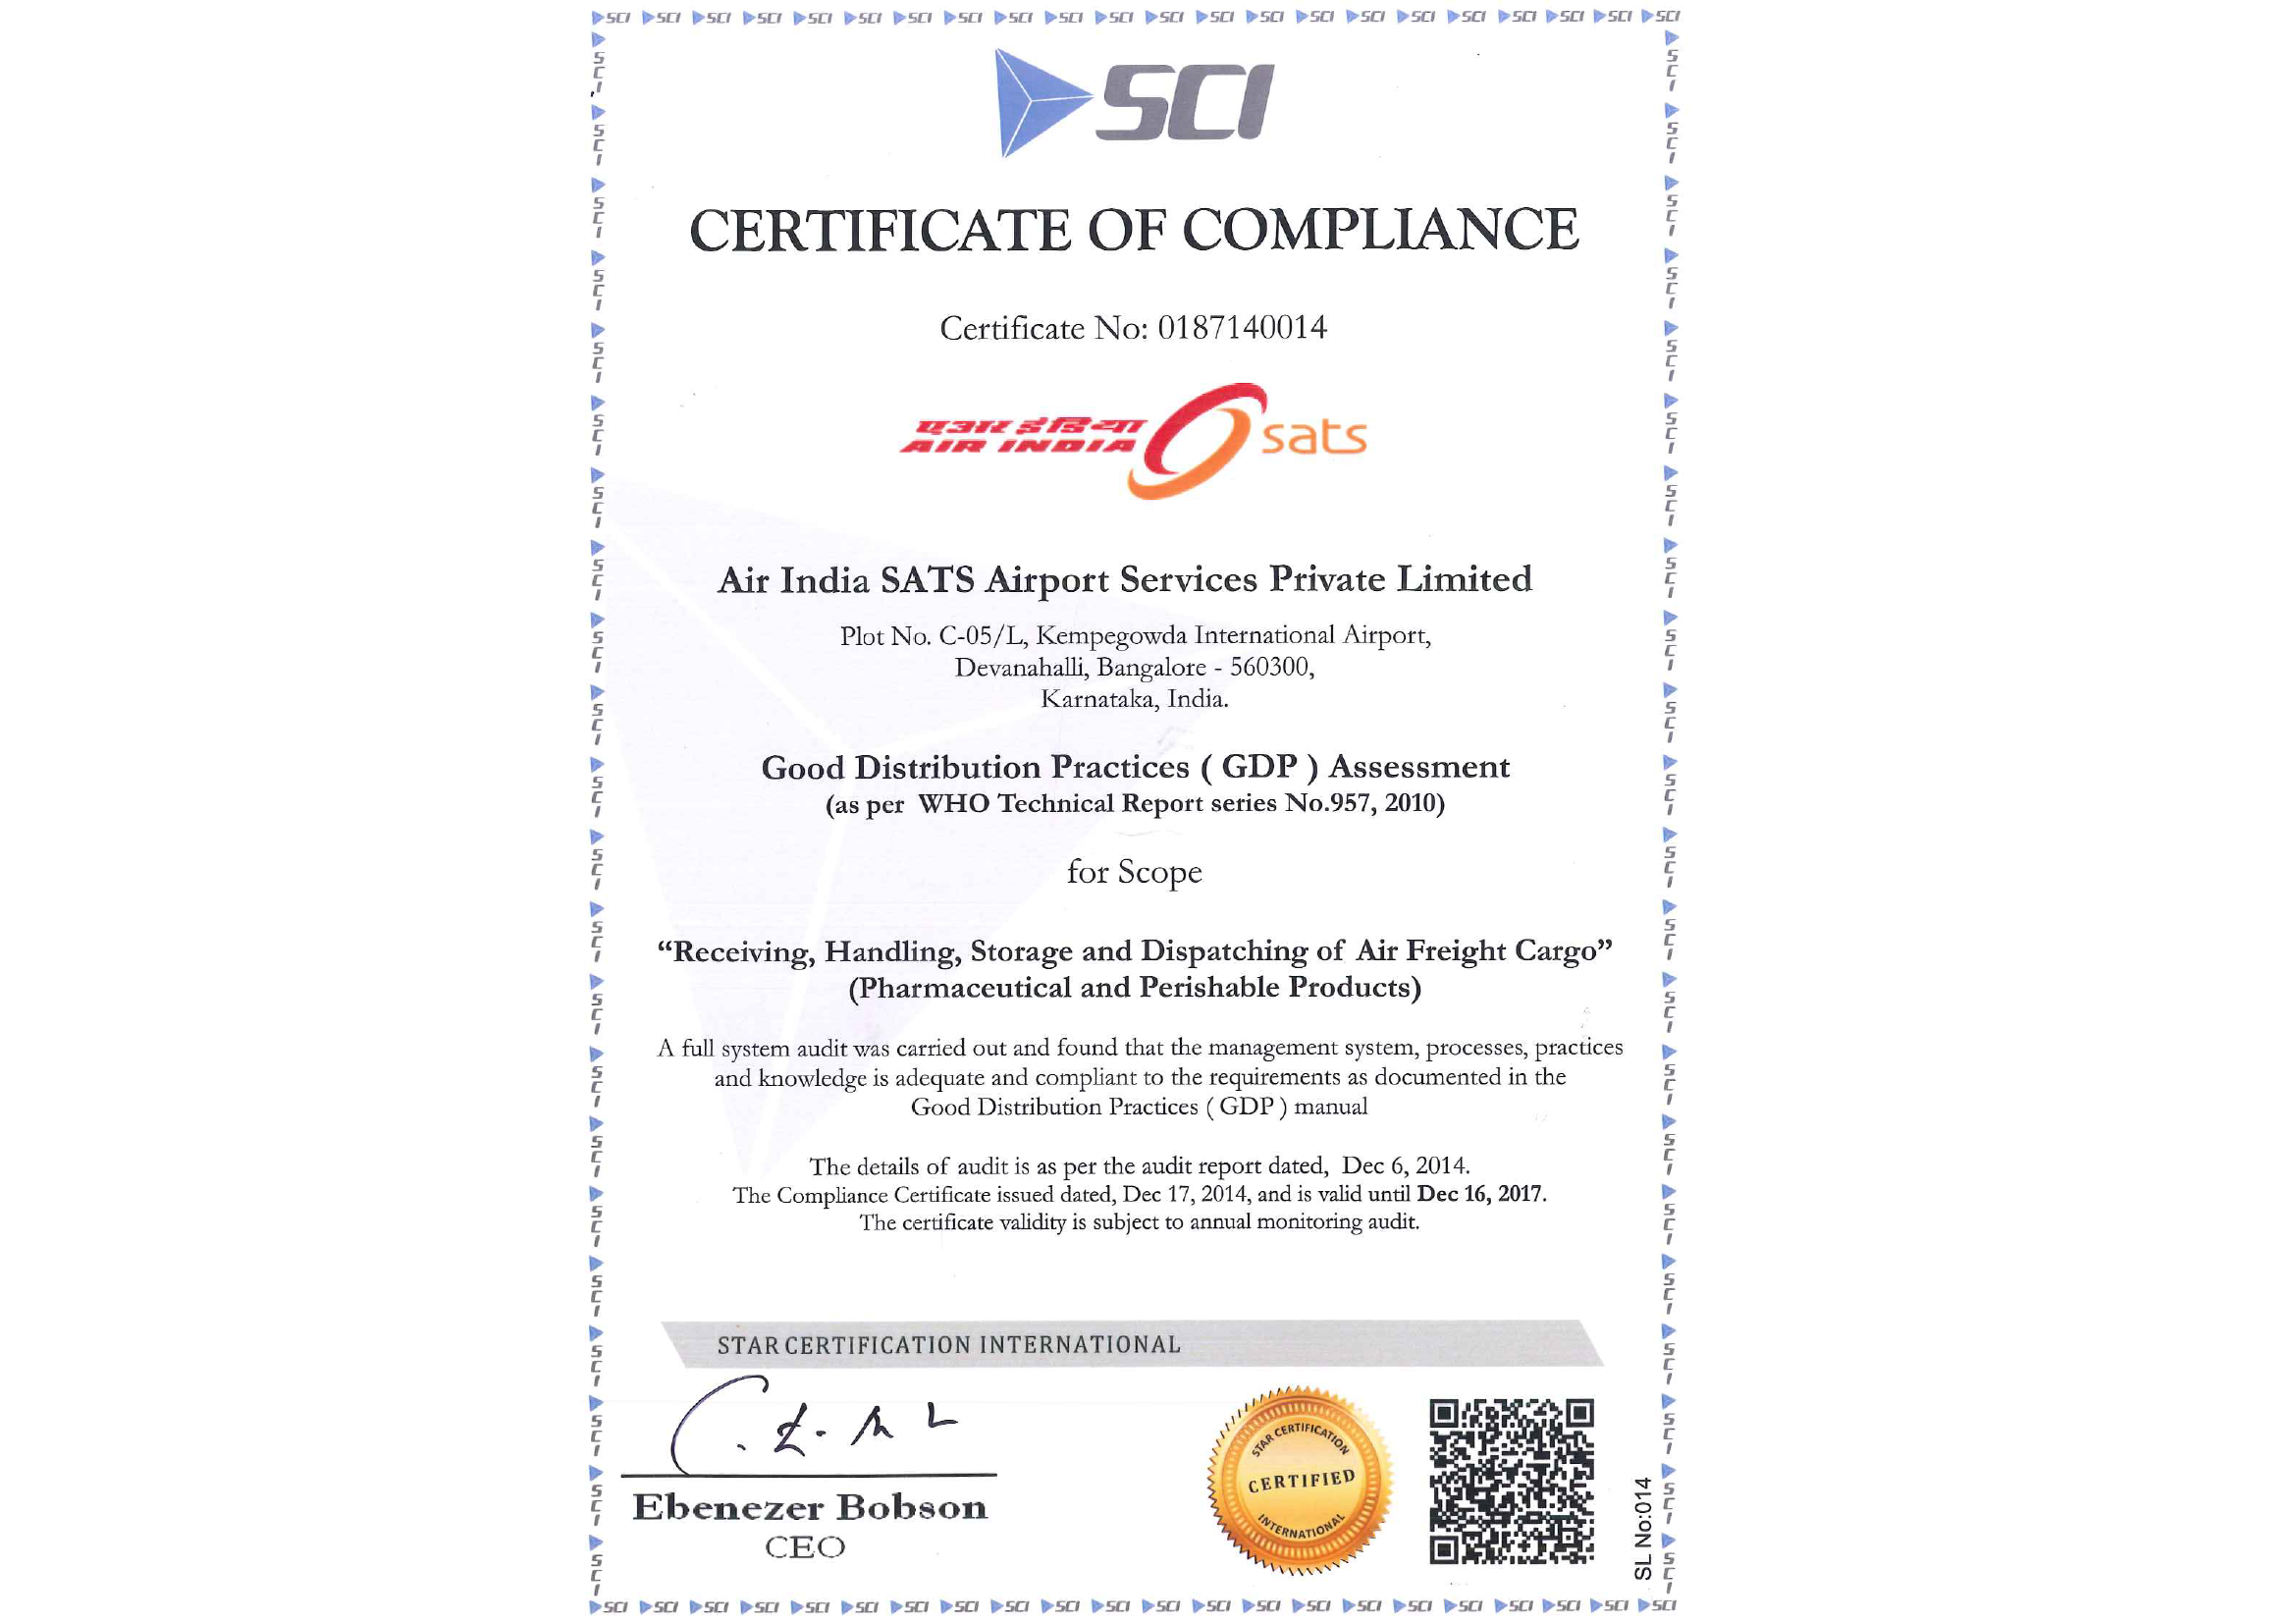 SCI
CERTIFICATE OF COMPLIANCE
Certificate No: 0187140014
एअर इंडिया
AIR INDIA
sats
Air India SATS Airport Services Private Limited
Plot No. C-05/L, Kempegowda International Airport,
Devanahalli, Bangalore - 560300,
Karnataka, India.
Good Distribution Practices ( GDP ) Assessment
(as per WHO Technical Report series No.957, 2010)
for Scope
“Receiving, Handling, Storage and Dispatching of Air Freight Cargo”
(Pharmaceutical and Perishable Products)
A full system audit was carried out and found that the management system, processes, practices
and knowledge is adequate and compliant to the requirements as documented in the
Good Distribution Practices ( GDP ) manual
The details of audit is as per the audit report dated, Dec 6, 2014.
The Compliance Certificate issued dated, Dec 17, 2014, and is valid until Dec 16, 2017.
The certificate validity is subject to annual monitoring audit.
STAR CERTIFICATION INTERNATIONAL
Ebenezer Bobson
CEO
STAR CERTIFICATION
CERTIFIED
INTERNATIONAL
SL No:014